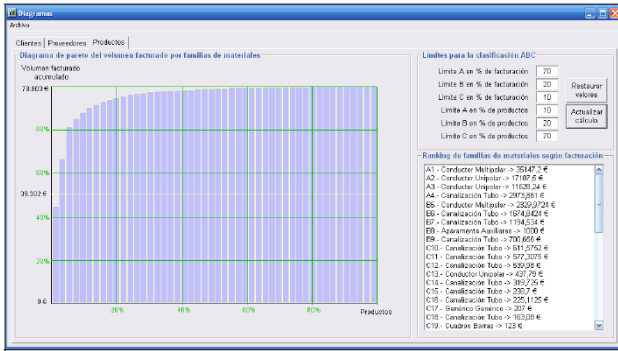 Diagramas
Archivo
Clientes Proveedores Productos
Diagrama de pareto del volumen facturado por familias de materiales
Volumen facturado
acumulado
78.803 €
80%
60%
39.502 €
40%
20%
0 €
20% 40% 60% 80% Productos
Límites para la clasificación ABC
Límite A en % de facturación 70
Límite B en % de facturación 20
Límite C en % de facturación 10
Límite A en % de productos 10
Límite B en % de productos 20
Límite C en % de productos 70
Restaurar
valores
Actualizar
cálculo
Ranking de familias de materiales según facturación
A1.- Conductor Multipolar -> 35147,2 €
A2.- Conductor Unipolar -> 17187,5 €
A3.- Conductor Unipolar -> 11628,24 €
A4.- Canalización Tubo -> 2973,881 €
B5.- Conductor Multipolar -> 2329,9724 €
B6.- Canalización Tubo -> 1674,8424 €
B7.- Canalización Tubo -> 1194,534 €
B8.- Aparamenta Auxiliares -> 1000 €
B9.- Canalización Tubo -> 700,656 €
C10.- Canalización Tubo -> 611,5752 €
C11.- Canalización Tubo -> 577,3075 €
C12.- Canalización Tubo -> 539,98 €
C13.- Conductor Unipolar -> 437,79 €
C14.- Canalización Tubo -> 319,725 €
C15.- Canalización Tubo -> 238,7 €
C16.- Canalización Tubo -> 225,1125 €
C17.- Genérico Genérico -> 207 €
C18.- Canalización Tubo -> 163,08 €
C19.- Cuadros Barras -> 123 €